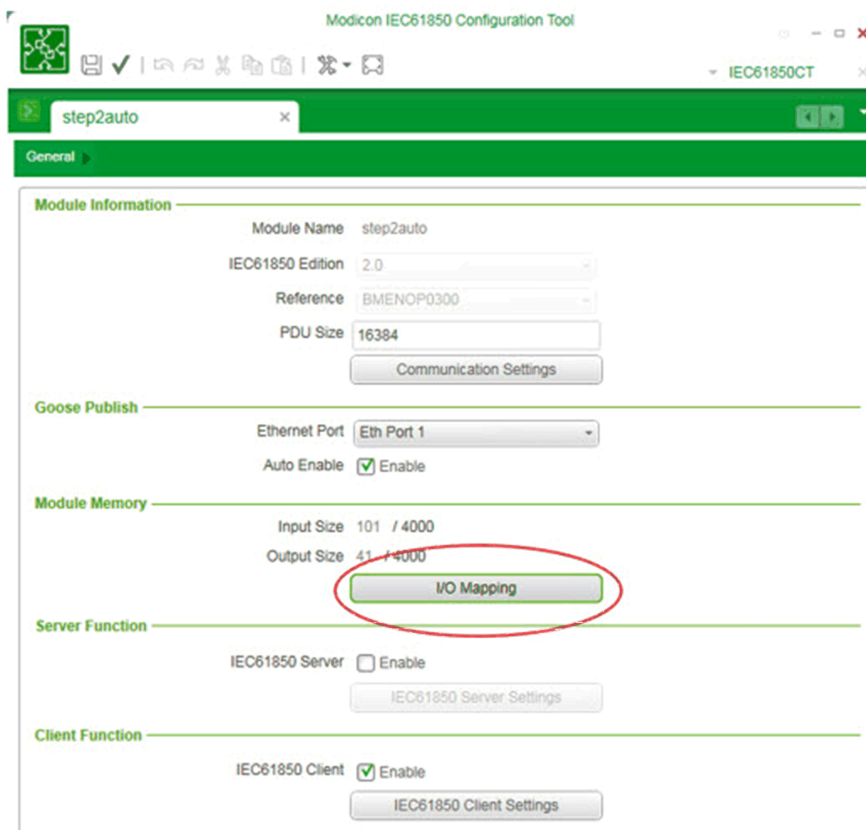 Modicon IEC61850 Configuration Tool
IEC61850CT
step2auto
General
Module Information
Module Name step2auto
IEC61850 Edition 2.0
Reference BMENOP0300
PDU Size 16384
Communication Settings
Goose Publish
Ethernet Port Eth Port 1
Auto Enable Enable
Module Memory
Input Size 101 / 4000
Output Size 41 / 4000
I/O Mapping
Server Function
IEC61850 Server Enable
IEC61850 Server Settings
Client Function
IEC61850 Client Enable
IEC61850 Client Settings